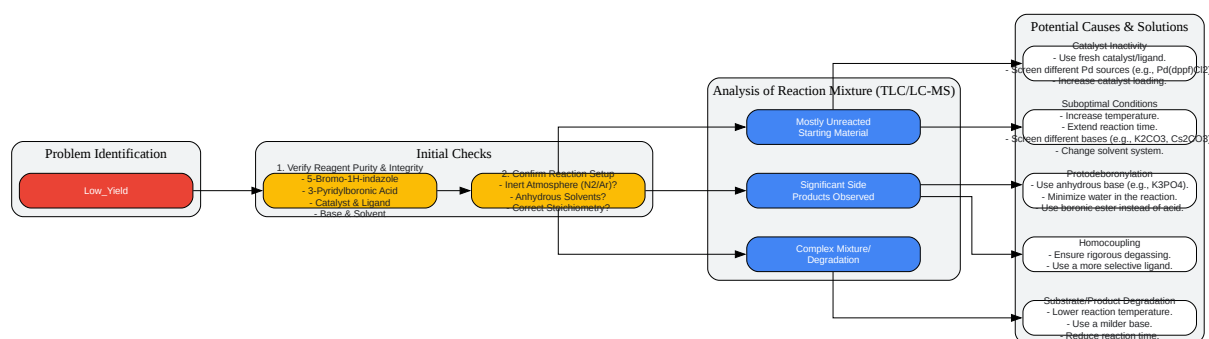 Problem Identification
Low_Yield
Initial Checks
1. Verify Reagent Purity & Integrity
- 5-Bromo-1H-indazole
- 3-Pyridylboronic Acid
- Catalyst & Ligand
- Base & Solvent
2. Confirm Reaction Setup
- Inert Atmosphere (N2/Ar)?
- Anhydrous Solvents?
- Correct Stoichiometry?
Analysis of Reaction Mixture (TLC/LC-MS)
Mostly Unreacted
Starting Material
Significant Side
Products Observed
Complex Mixture/
Degradation
Potential Causes & Solutions
Catalyst Inactivity
- Use fresh catalyst/ligand.
- Screen different Pd sources (e.g., Pd(dppf)Cl2)
- Increase catalyst loading.
Suboptimal Conditions
- Increase temperature.
- Extend reaction time.
- Screen different bases (e.g., K2CO3, Cs2CO3)
- Change solvent system.
Protodeboronylation
- Use anhydrous base (e.g., K3PO4).
- Minimize water in the reaction.
- Use boronic ester instead of acid.
Homocoupling
- Ensure rigorous degassing.
- Use a more selective ligand.
Substrate/Product Degradation
- Lower reaction temperature.
- Use a milder base.
- Reduce reaction time.